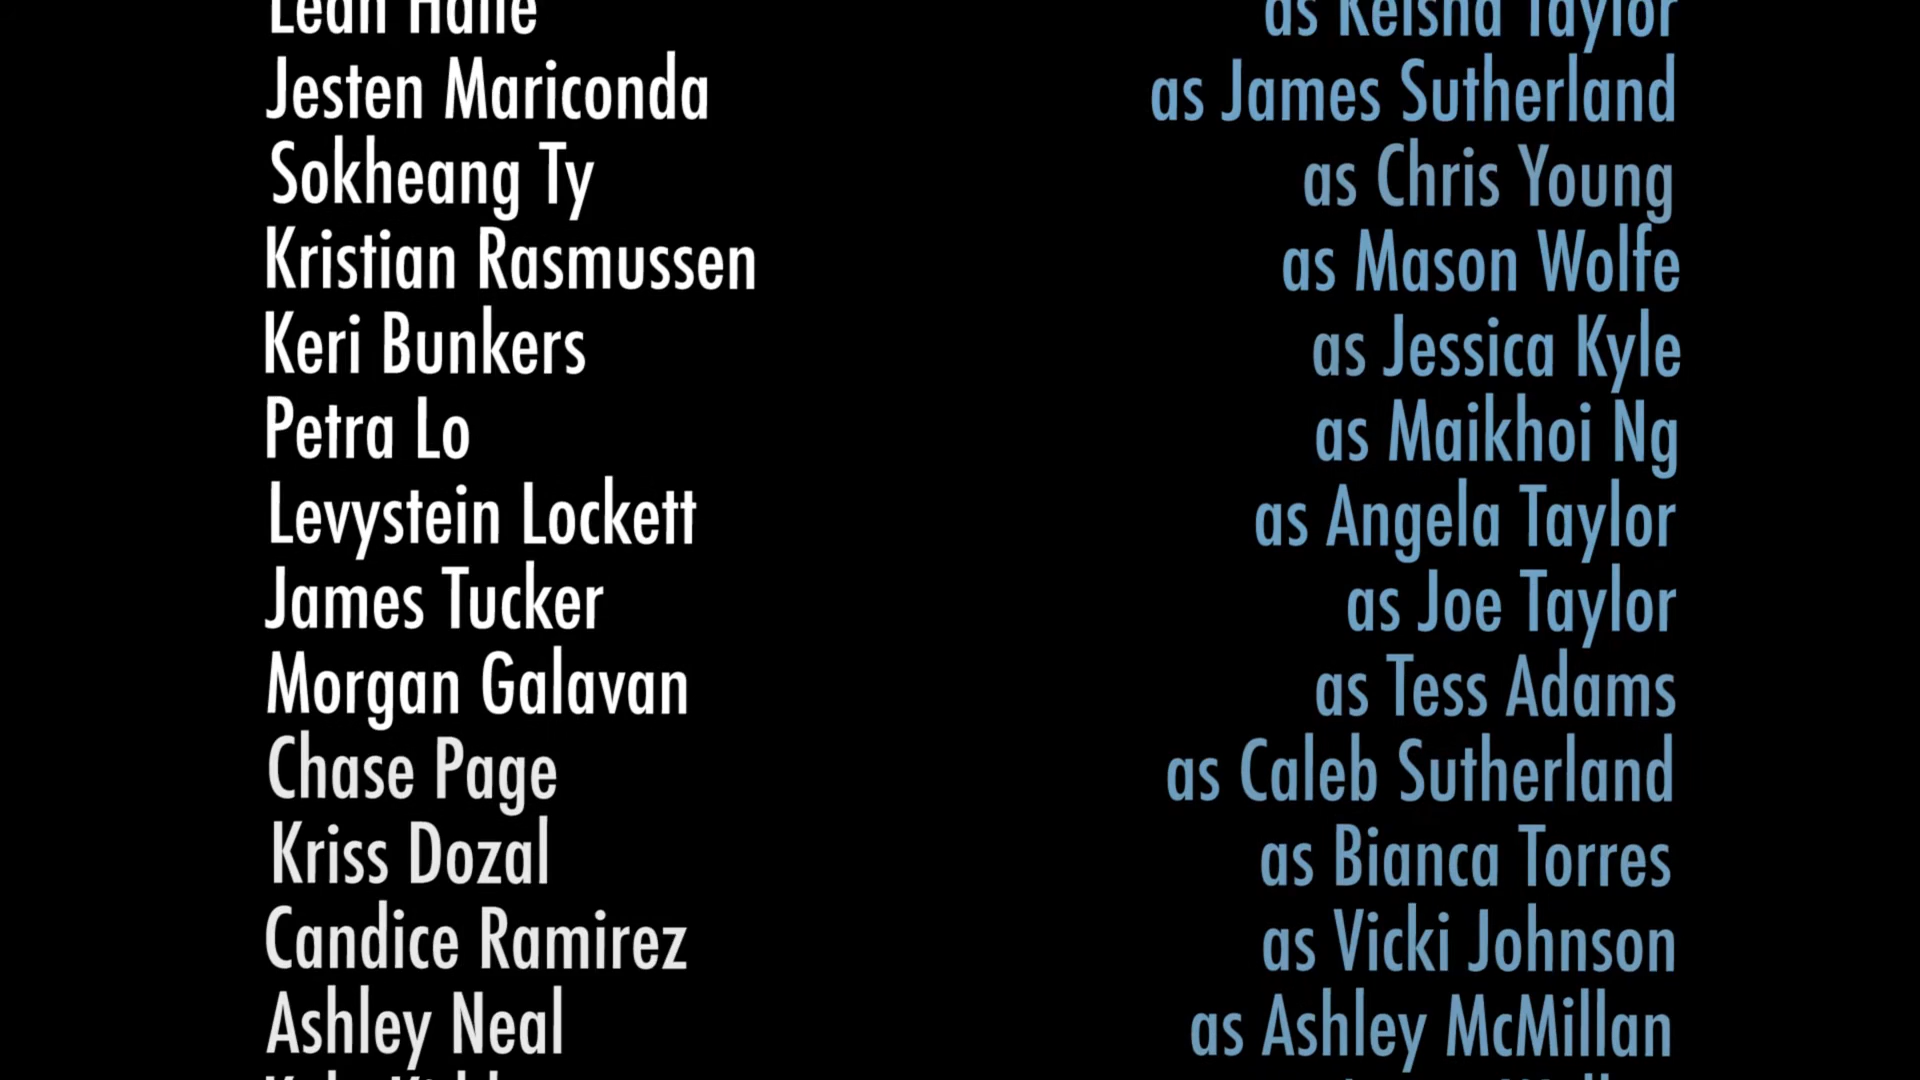 as Keisha Taylor
Jesten Mariconda as James Sutherland
Sokheang Ty as Chris Young
Kristian Rasmussen as Mason Wolfe
Keri Bunkers as Jessica Kyle
Petra Lo as Maikhoi Ng
Levystein Lockett as Angela Taylor
James Tucker as Joe Taylor
Morgan Galavan as Tess Adams
Chase Page as Caleb Sutherland
Kriss Dozal as Bianca Torres
Candice Ramirez as Vicki Johnson
Ashley Neal as Ashley McMillan